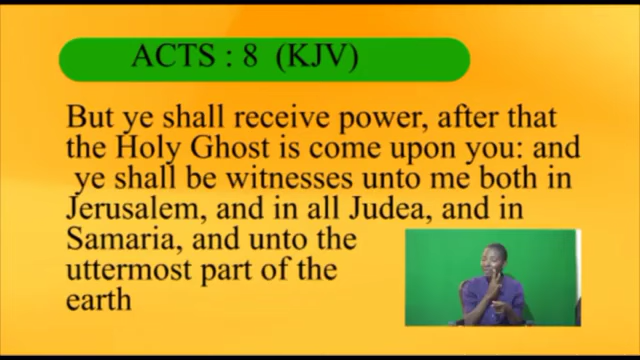 ACTS : 8 (KJV)
But ye shall receive power, after that
the Holy Ghost is come upon you: and
ye shall be witnesses unto me both in
Jerusalem, and in all Judea, and in
Samaria, and unto the
uttermost part of the
earth